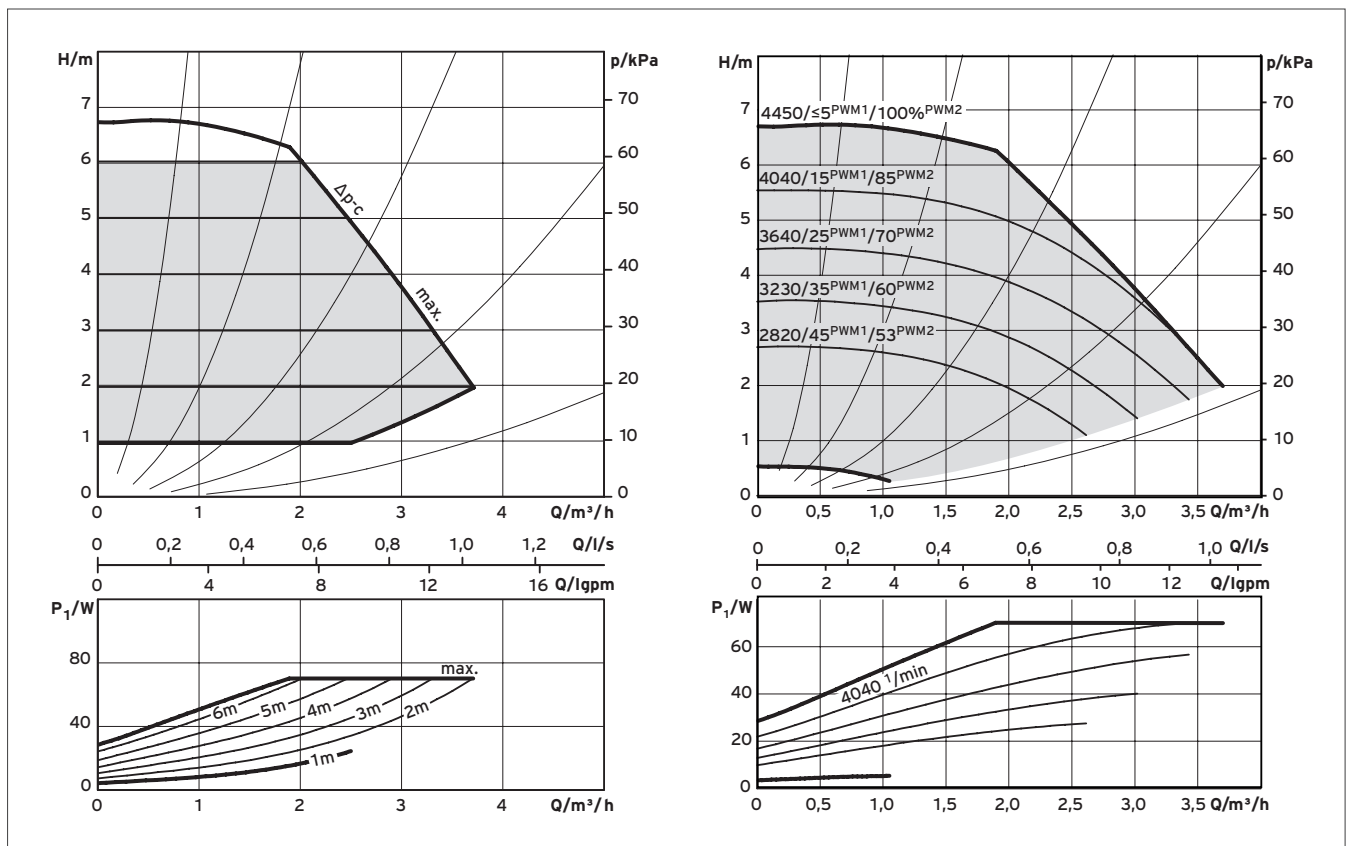 H/m
p/kPa
7
6
5
4
3
2
1
0
70
60
50
40
30
20
10
0
Δp-c
max.
0 1 2 3 4 Q/m³/h
0 0,2 0,4 0,6 0,8 1,0 1,2 Q/l/s
0 4 8 12 16 Q/Igpm
P₁/W
80
40
0
max.
6m 5m 4m 3m 2m
1m
0 1 2 3 4 Q/m³/h
H/m
p/kPa
7
6
5
4
3
2
1
0
70
60
50
40
30
20
10
0
4450/≤5PWM1/100%PWM2
4040/15PWM1/85PWM2
3640/25PWM1/70PWM2
3230/35PWM1/60PWM2
2820/45PWM1/53PWM2
0 0,5 1,0 1,5 2,0 2,5 3,0 3,5 Q/m³/h
0 0,2 0,4 0,6 0,8 1,0 Q/l/s
0 2 4 6 8 10 12 Q/Igpm
P₁/W
60
40
20
0
4040 1/min
0 0,5 1,0 1,5 2,0 2,5 3,0 3,5 Q/m³/h